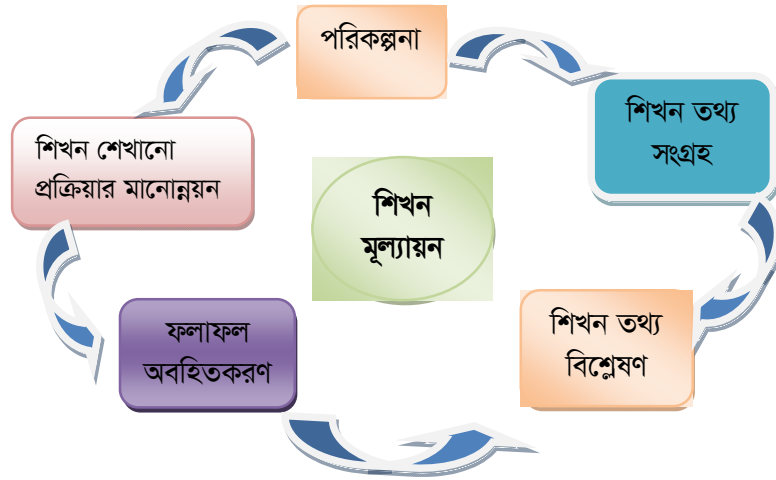 পরিকল্পনা
শিখন তথ্য
সংগ্রহ
শিখন শেখানো
প্রক্রিয়ার মানোন্নয়ন
শিখন
মূল্যায়ন
শিখন তথ্য
বিশ্লেষণ
ফলাফল
অবহিতকরণ